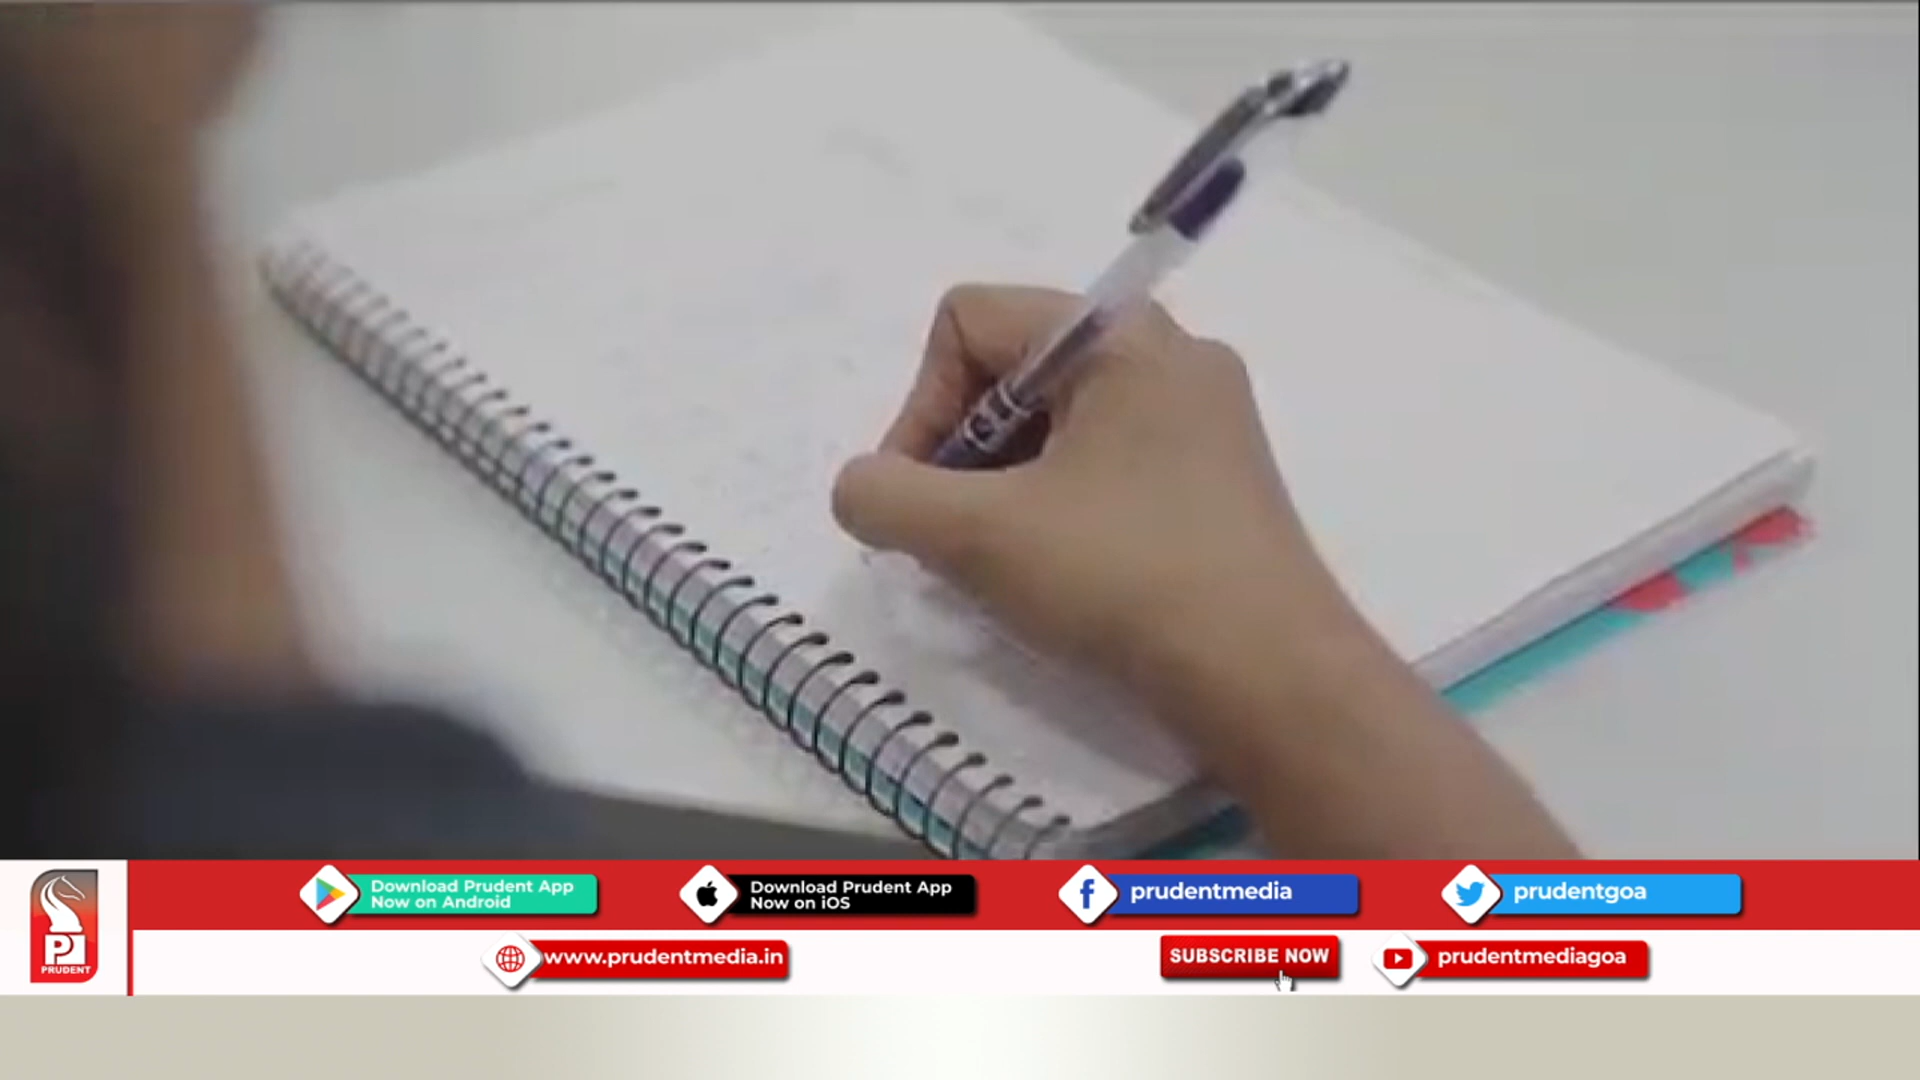 Download Prudent App
Now on Android
Download Prudent App
Now on iOS
prudentmedia
prudentgoa
PRUDENT
www.prudentmedia.in
SUBSCRIBE NOW
prudentmediagoa